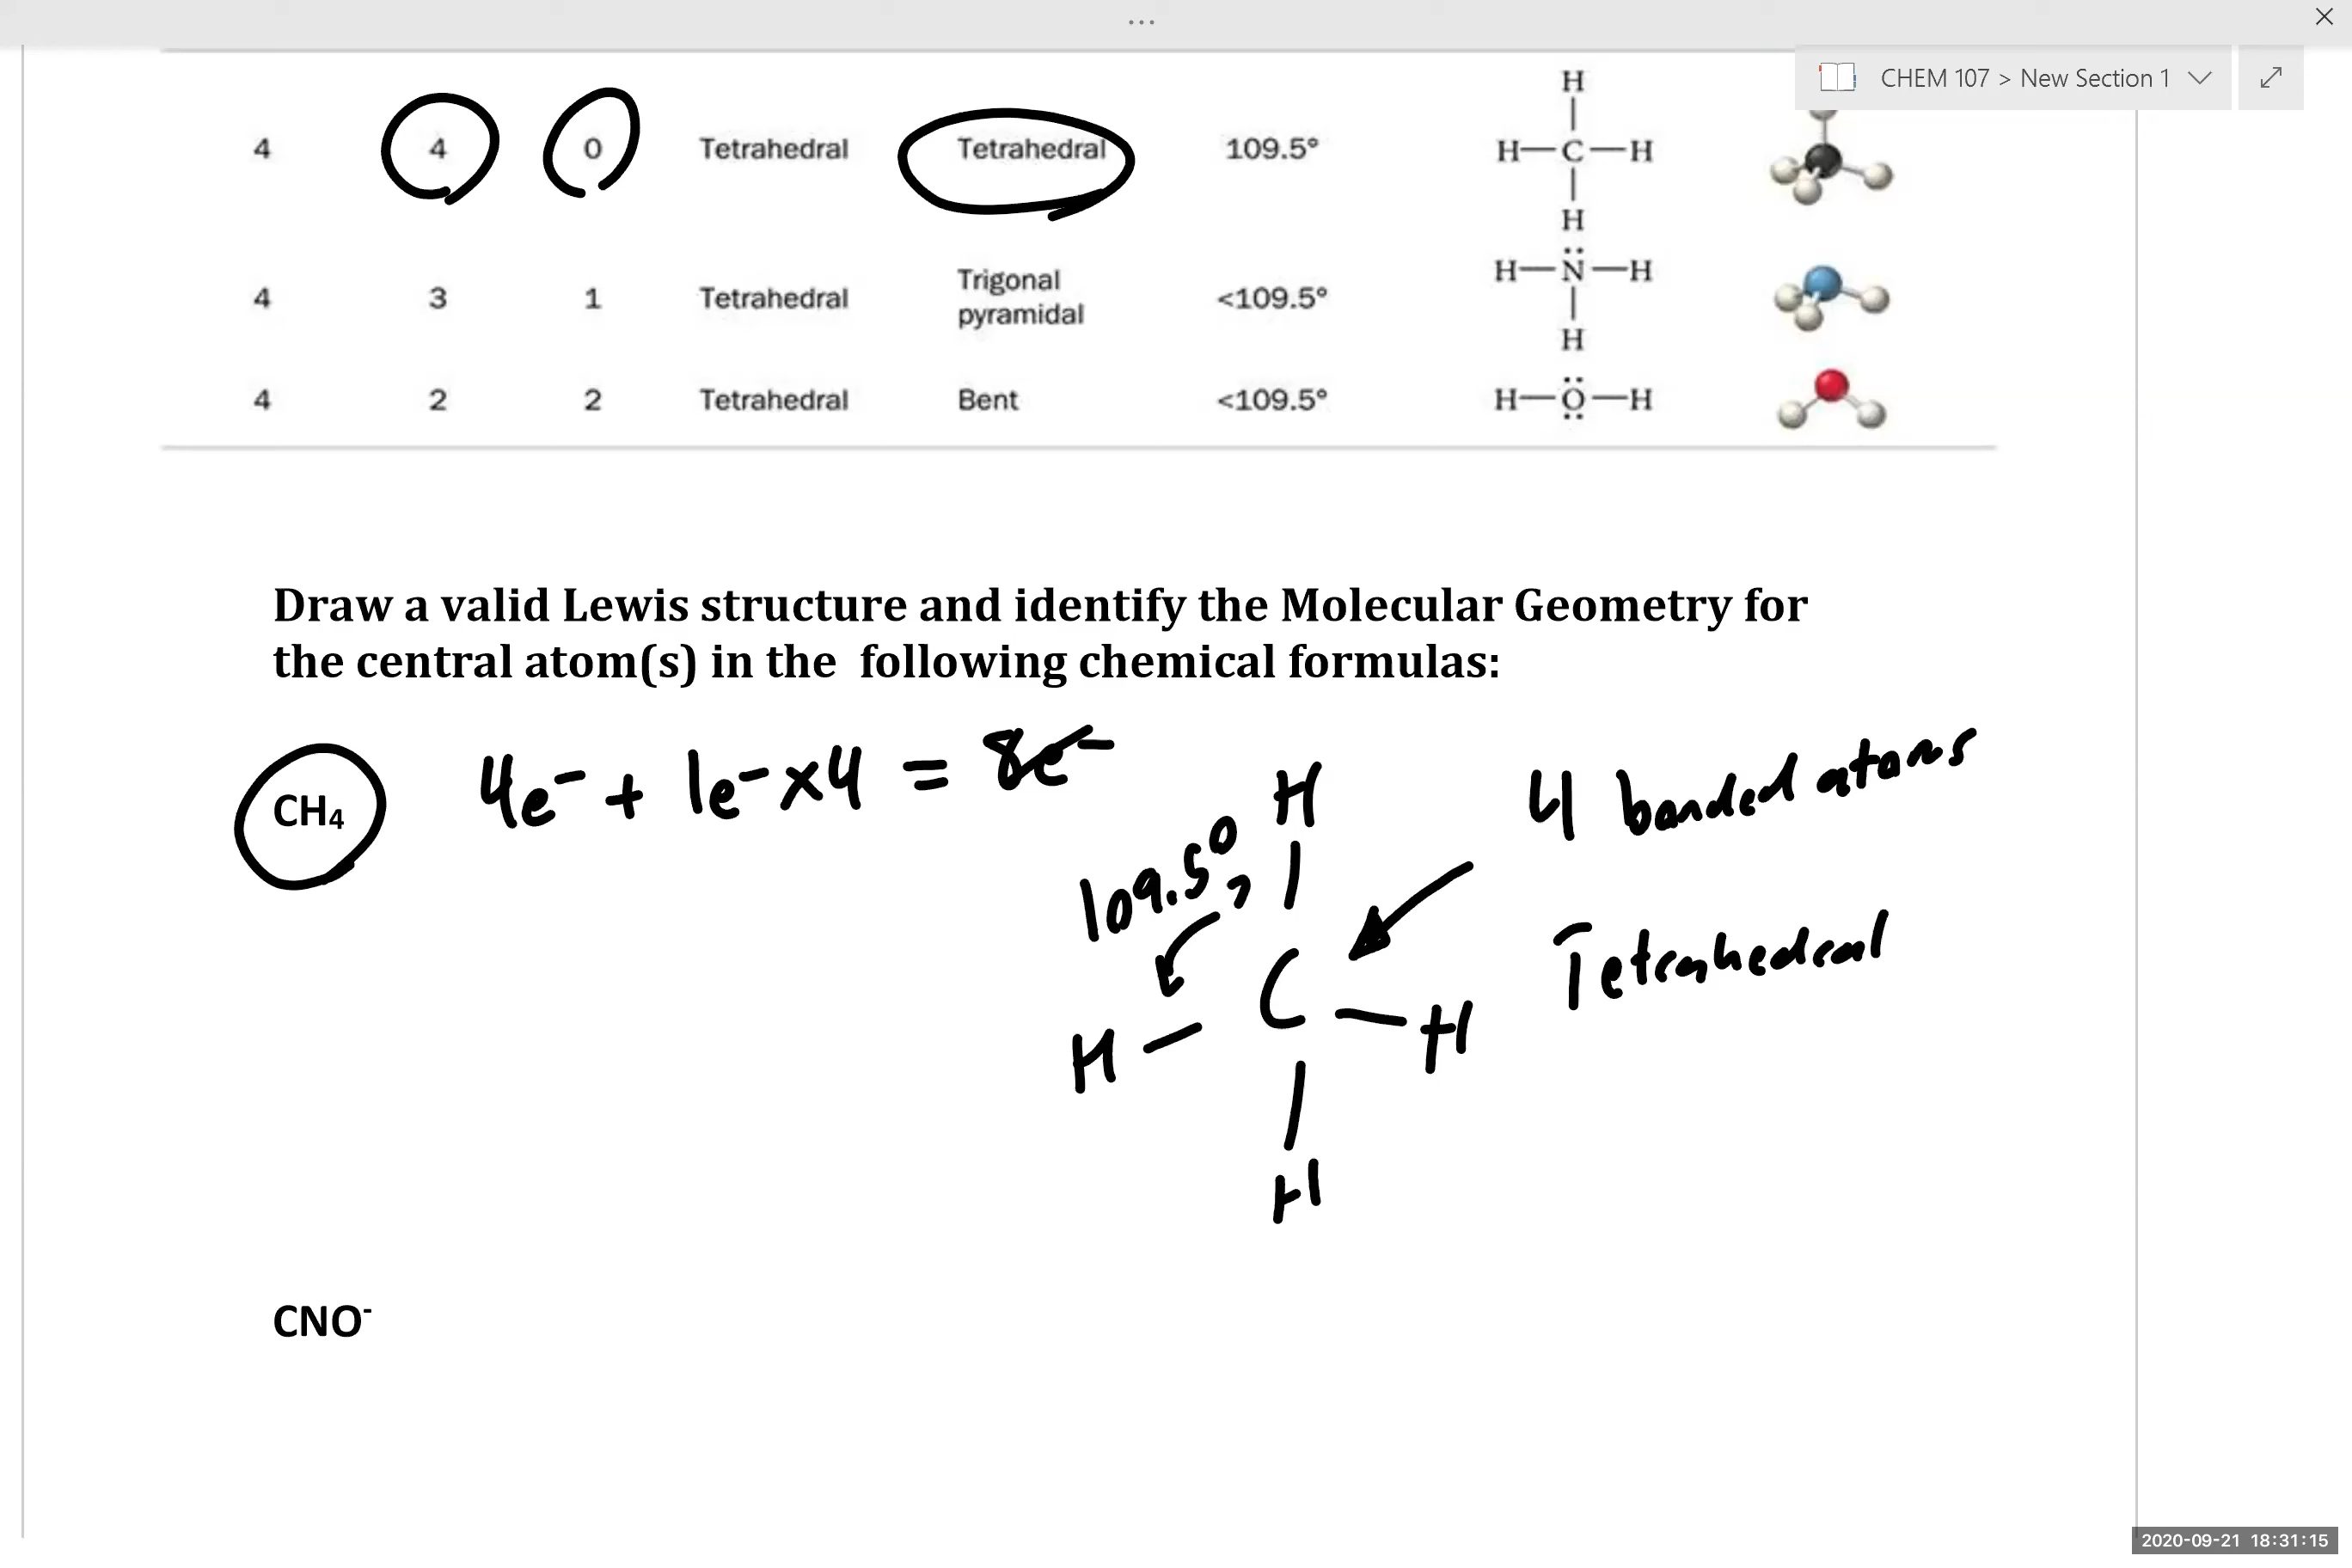 ...
CHEM 107 > New Section 1
H
4 4 0 Tetrahedral Tetrahedral 109.5° H—C—H
H
4 3 1 Tetrahedral Trigonal pyramidal <109.5° H—N̈—H
H
4 2 2 Tetrahedral Bent <109.5° H—Ö—H
Draw a valid Lewis structure and identify the Molecular Geometry for
the central atom(s) in the following chemical formulas:
CH₄ 4e⁻ + 1e⁻ x4 = 8e⁻
H 4 bonded atoms
109.5°
C Tetrahedral
H – – H
H
CNO⁻
2020-09-21 18:31:15